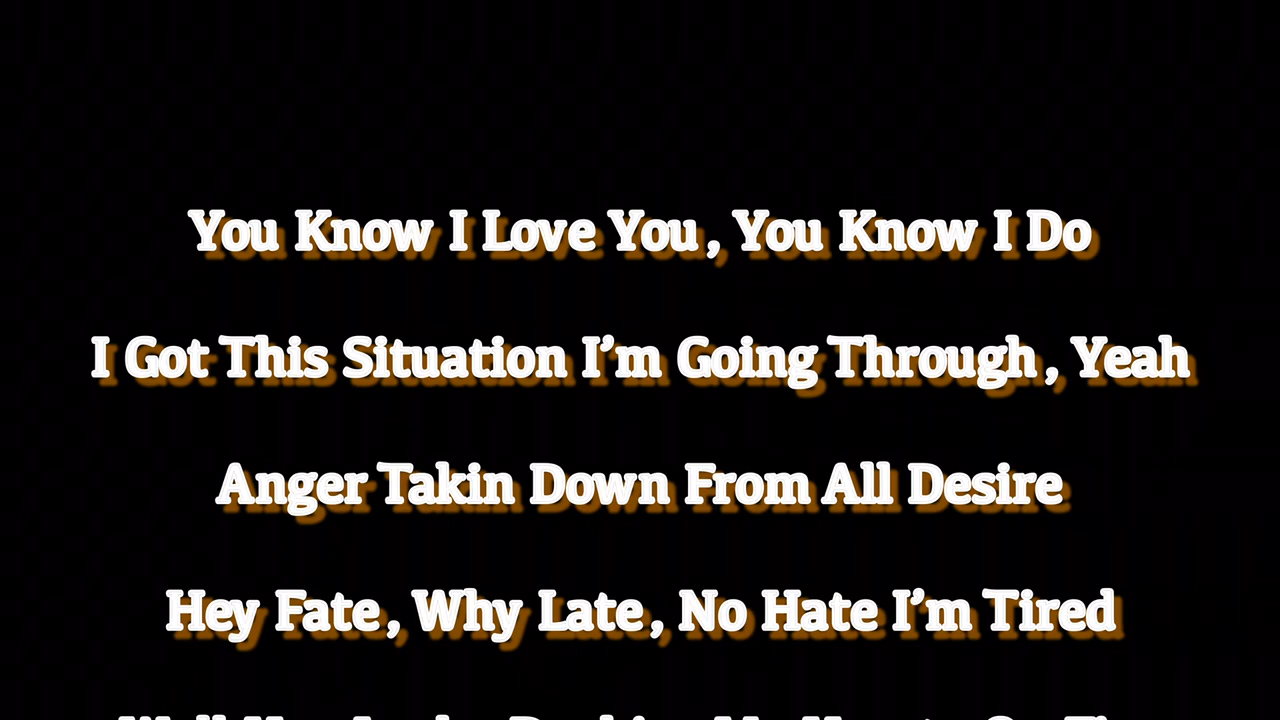 You Know I Love You, You Know I Do
I Got This Situation I’m Going Through, Yeah
Anger Takin Down From All Desire
Hey Fate, Why Late, No Hate I’m Tired